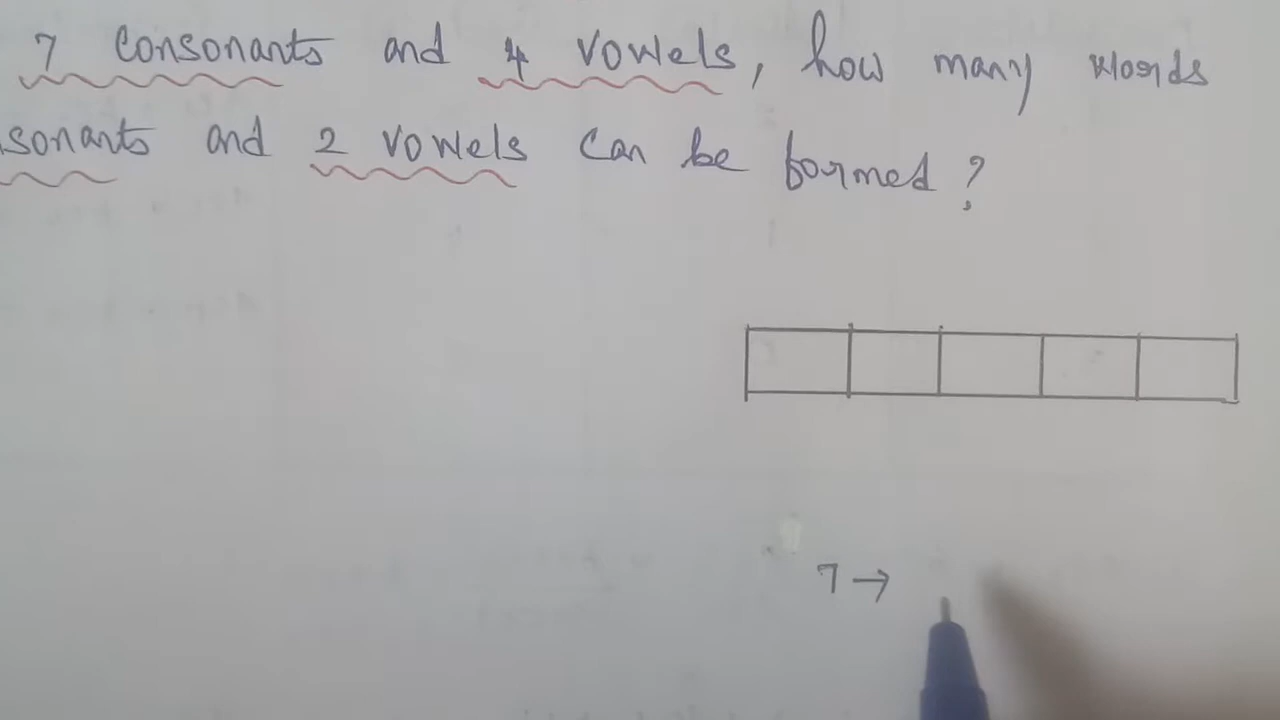 7 consonants and 4 vowels, how many words
sonants and 2 vowels can be formed?
7 →